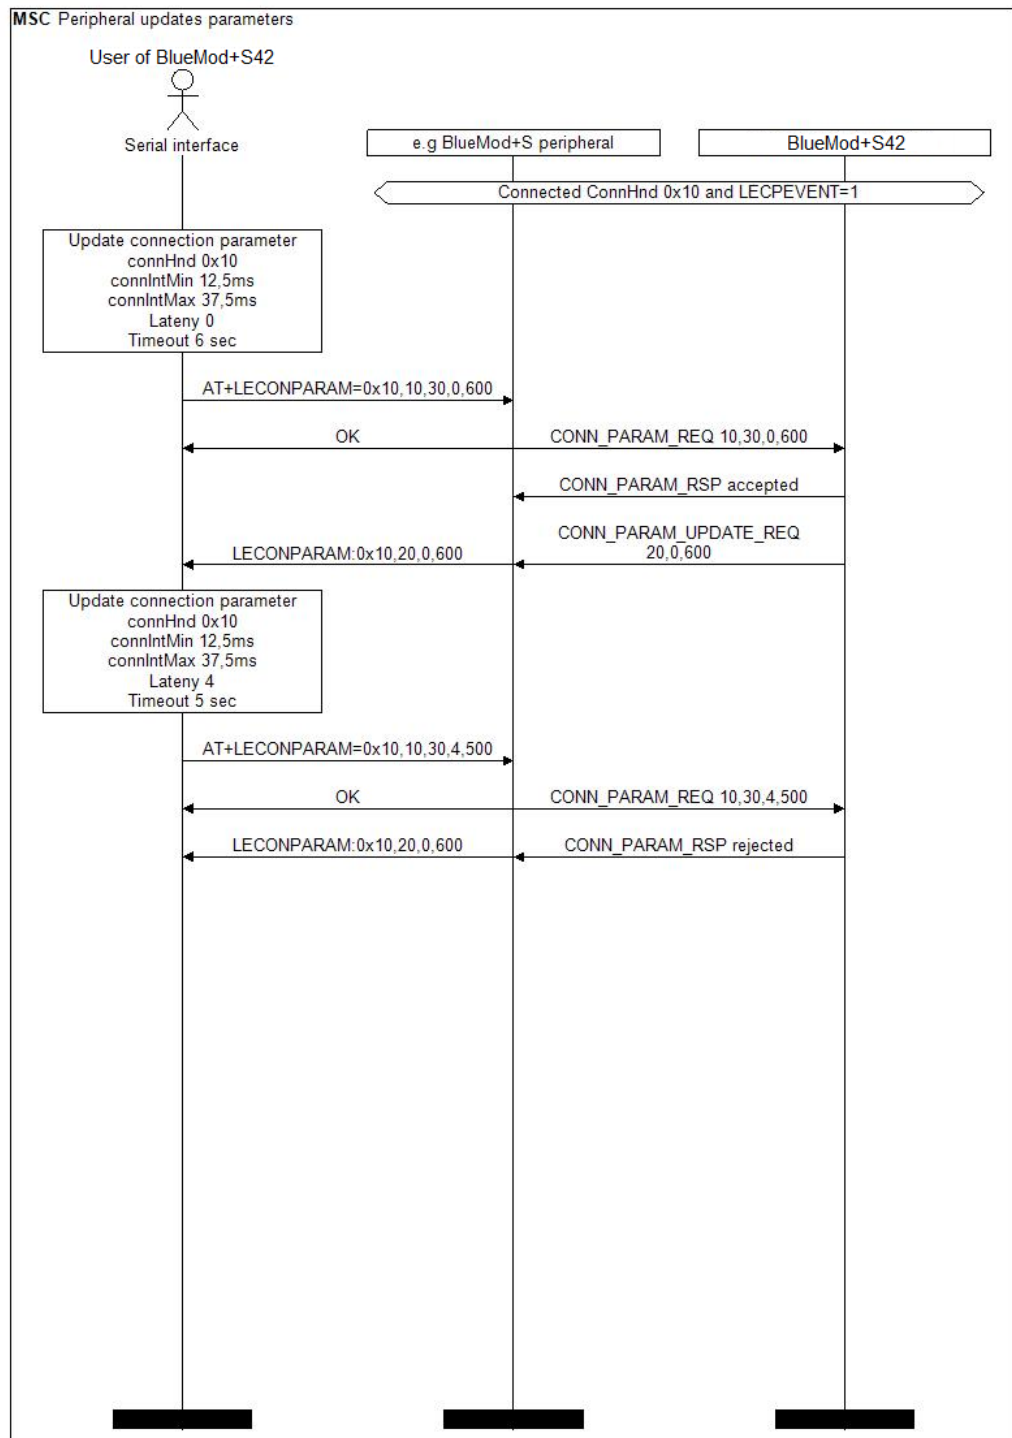 MSC Peripheral updates parameters
User of BlueMod+S42
Serial interface
e.g BlueMod+S peripheral
BlueMod+S42
Connected ConnHnd 0x10 and LECPEVENT=1
Update connection parameter
connHnd 0x10
connIntMin 12,5ms
connIntMax 37,5ms
Lateny 0
Timeout 6 sec
AT+LECONPARAM=0x10,10,30,0,600
OK
CONN_PARAM_REQ 10,30,0,600
CONN_PARAM_RSP accepted
CONN_PARAM_UPDATE_REQ
20,0,600
LECONPARAM:0x10,20,0,600
Update connection parameter
connHnd 0x10
connIntMin 12,5ms
connIntMax 37,5ms
Lateny 4
Timeout 5 sec
AT+LECONPARAM=0x10,10,30,4,500
OK
CONN_PARAM_REQ 10,30,4,500
LECONPARAM:0x10,20,0,600
CONN_PARAM_RSP rejected